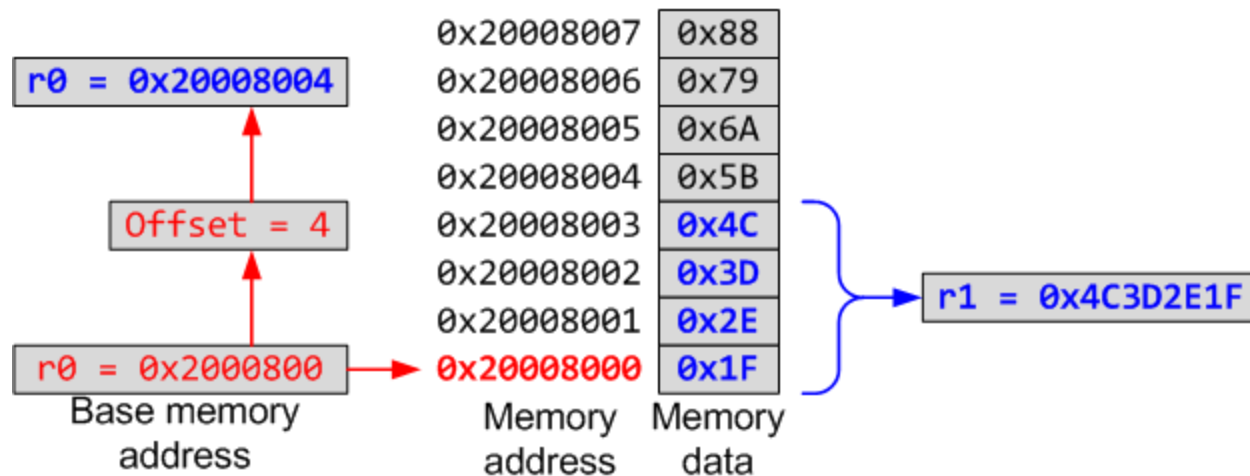 0x20008007 0x88
r0 = 0x20008004
0x20008006 0x79
0x20008005 0x6A
0x20008004 0x5B
Offset = 4
0x20008003 0x4C
0x20008002 0x3D
0x20008001 0x2E
r1 = 0x4C3D2E1F
r0 = 0x2000800
0x20008000 0x1F
Base memory
address
Memory
address
Memory
data